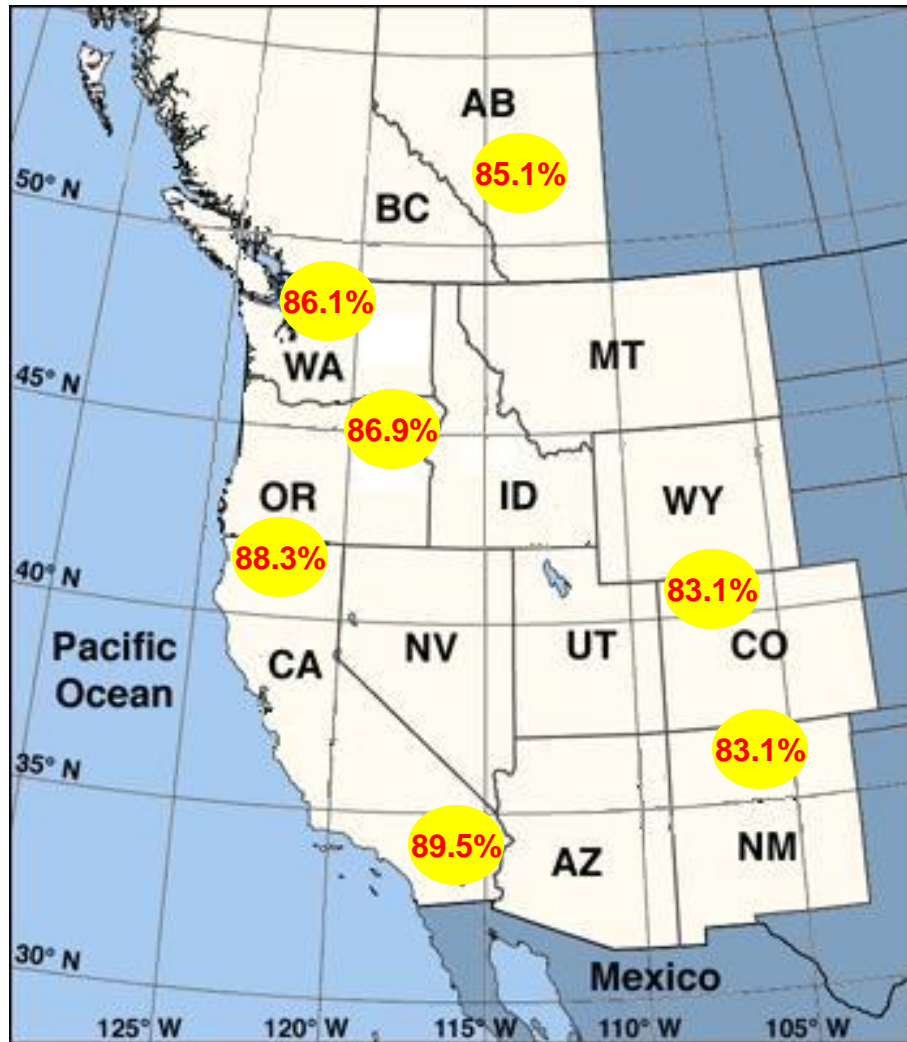 AB
85.1%
50° N
BC
86.1%
MT
WA
45° N
86.9%
OR
ID
WY
88.3%
40° N
83.1%
Pacific
Ocean
CA
NV
UT
CO
83.1%
35° N
89.5%
AZ
NM
30° N
Mexico
125° W
120° W
115° W
110° W
105° W